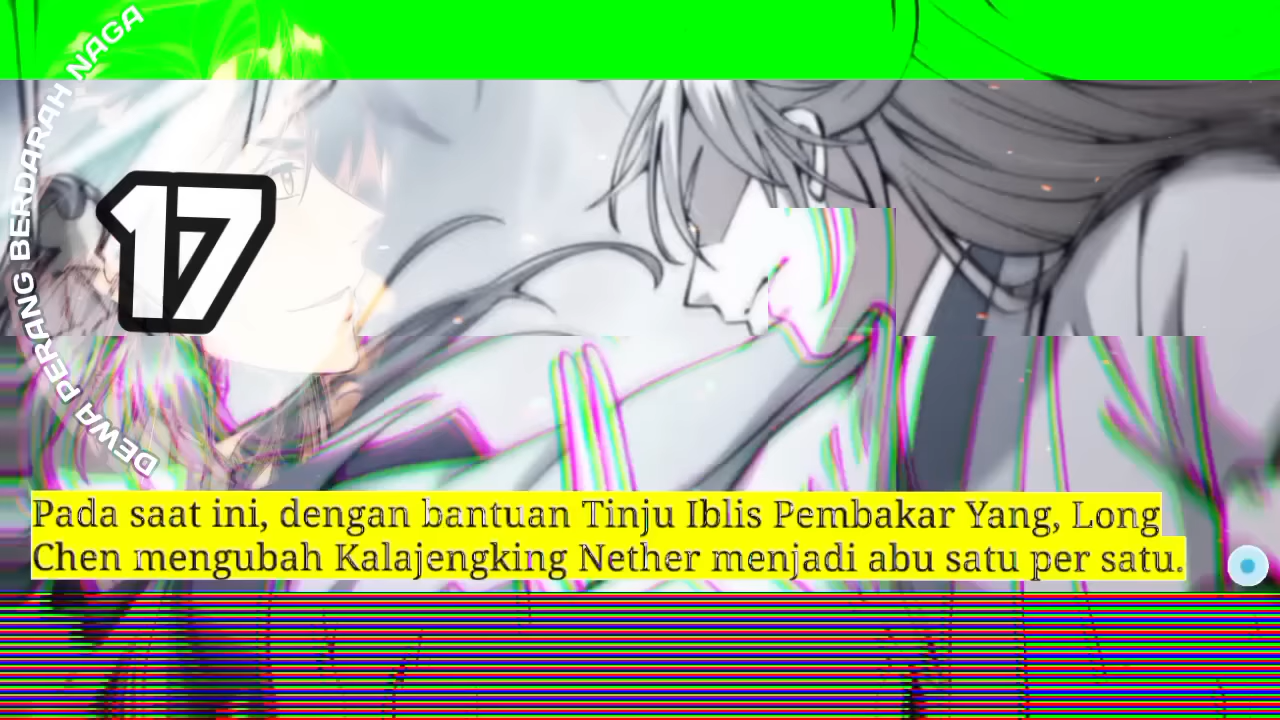 DEWA PERANG BERDARAH NAGA
17
Pada saat ini, dengan bantuan Tinju Iblis Pembakar Yang, Long
Chen mengubah Kalajengking Nether menjadi abu satu per satu.